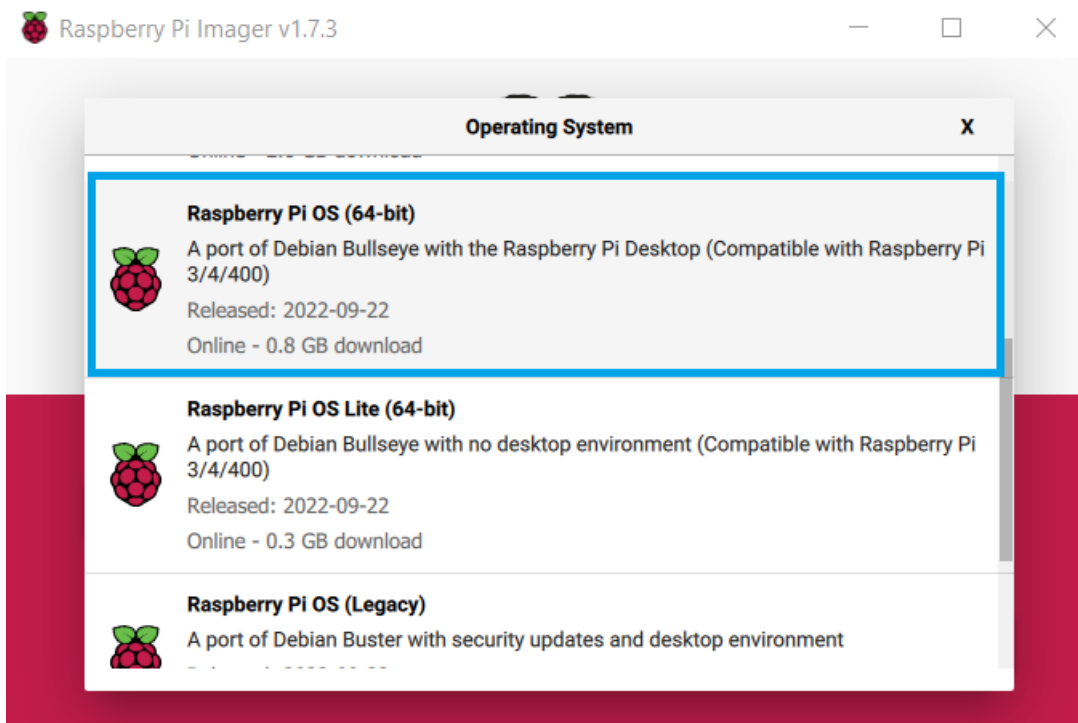 Raspberry Pi Imager v1.7.3
Operating System
X
Raspberry Pi OS (64-bit)
A port of Debian Bullseye with the Raspberry Pi Desktop (Compatible with Raspberry Pi
3/4/400)
Released: 2022-09-22
Online - 0.8 GB download
Raspberry Pi OS Lite (64-bit)
A port of Debian Bullseye with no desktop environment (Compatible with Raspberry Pi
3/4/400)
Released: 2022-09-22
Online - 0.3 GB download
Raspberry Pi OS (Legacy)
A port of Debian Buster with security updates and desktop environment